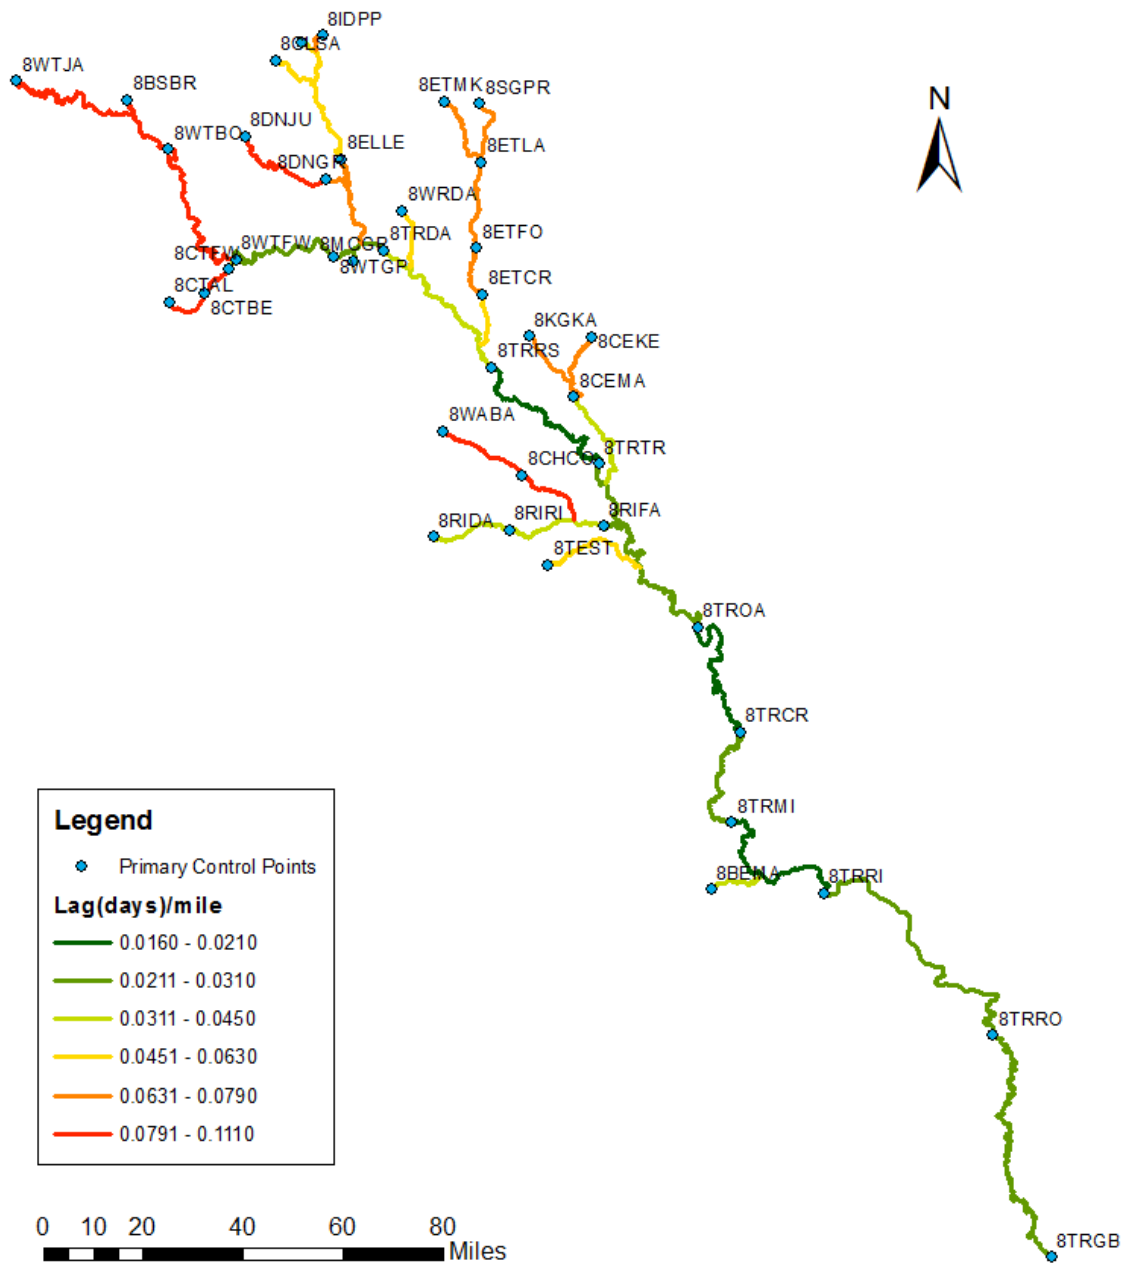 8IDPP
8CLSA
8WTJA
8BSBR
8ETMK
8SGPR
N
8DNJU
8WTBO
8ELLE
8ETLA
8DNGR
8WRDA
8TRDA
8ETFO
8WTFW
8MCGR
8CTFW
8WTGP
8CTAL
8ETCR
8CTBE
8KGKA
8CEKE
8TRRS
8CEMA
8WABA
8TRTR
8CHCO
8RIDA
8RIRI
8RIFA
8TEST
8TROA
8TRCR
8TRMI
Legend
Primary Control Points
8BEMA
8TRRI
Lag(days)/mile
0.0160 - 0.0210
0.0211 - 0.0310
0.0311 - 0.0450
8TRRO
0.0451 - 0.0630
0.0631 - 0.0790
0.0791 - 0.1110
0 10 20 40 60 80
Miles
8TRGB